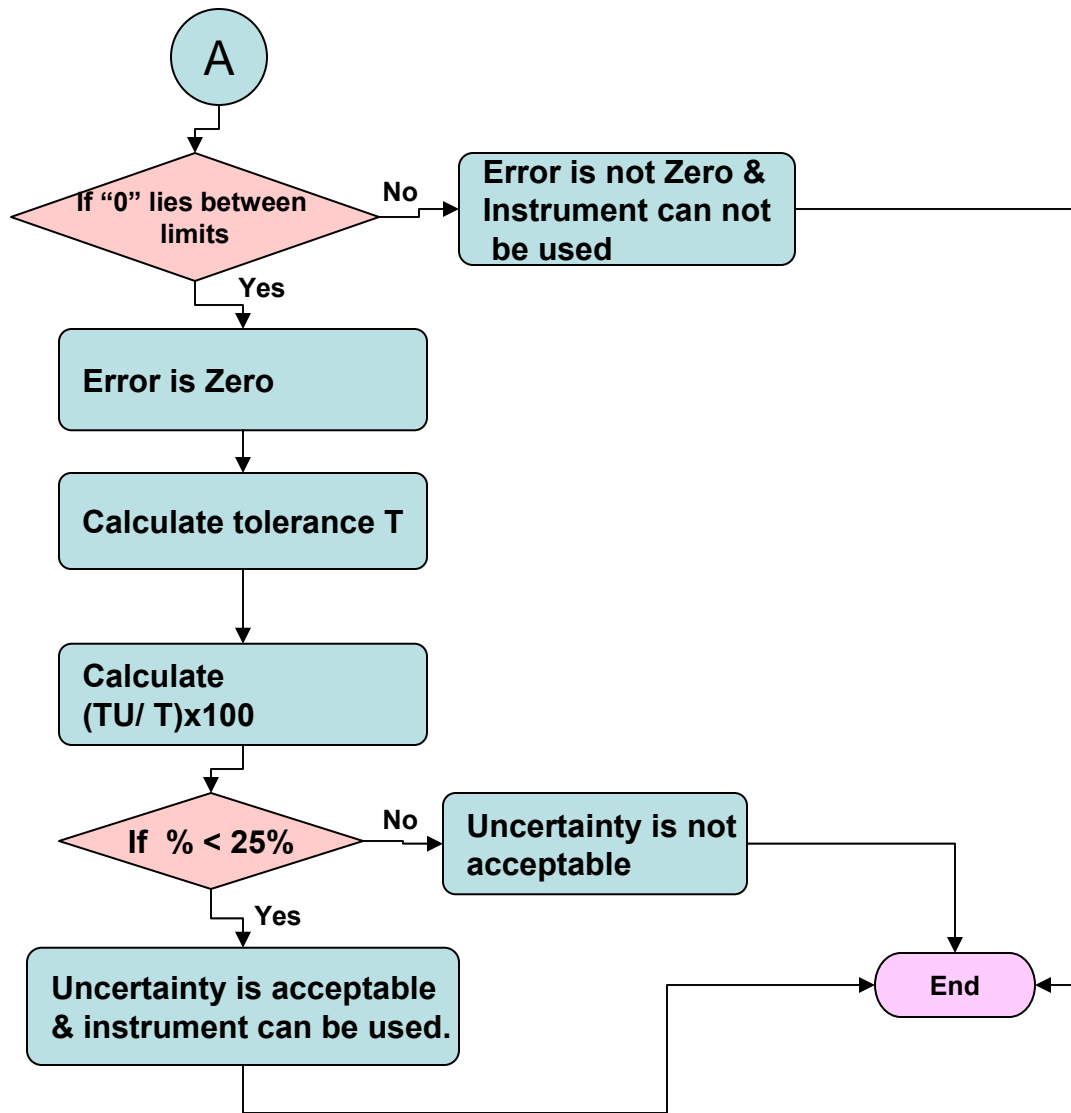 A
If “0” lies between
limits
No
Error is not Zero &
Instrument can not
be used
Yes
Error is Zero
Calculate tolerance T
Calculate
(TU/ T)x100
If % < 25%
No
Uncertainty is not
acceptable
Yes
Uncertainty is acceptable
& instrument can be used.
End